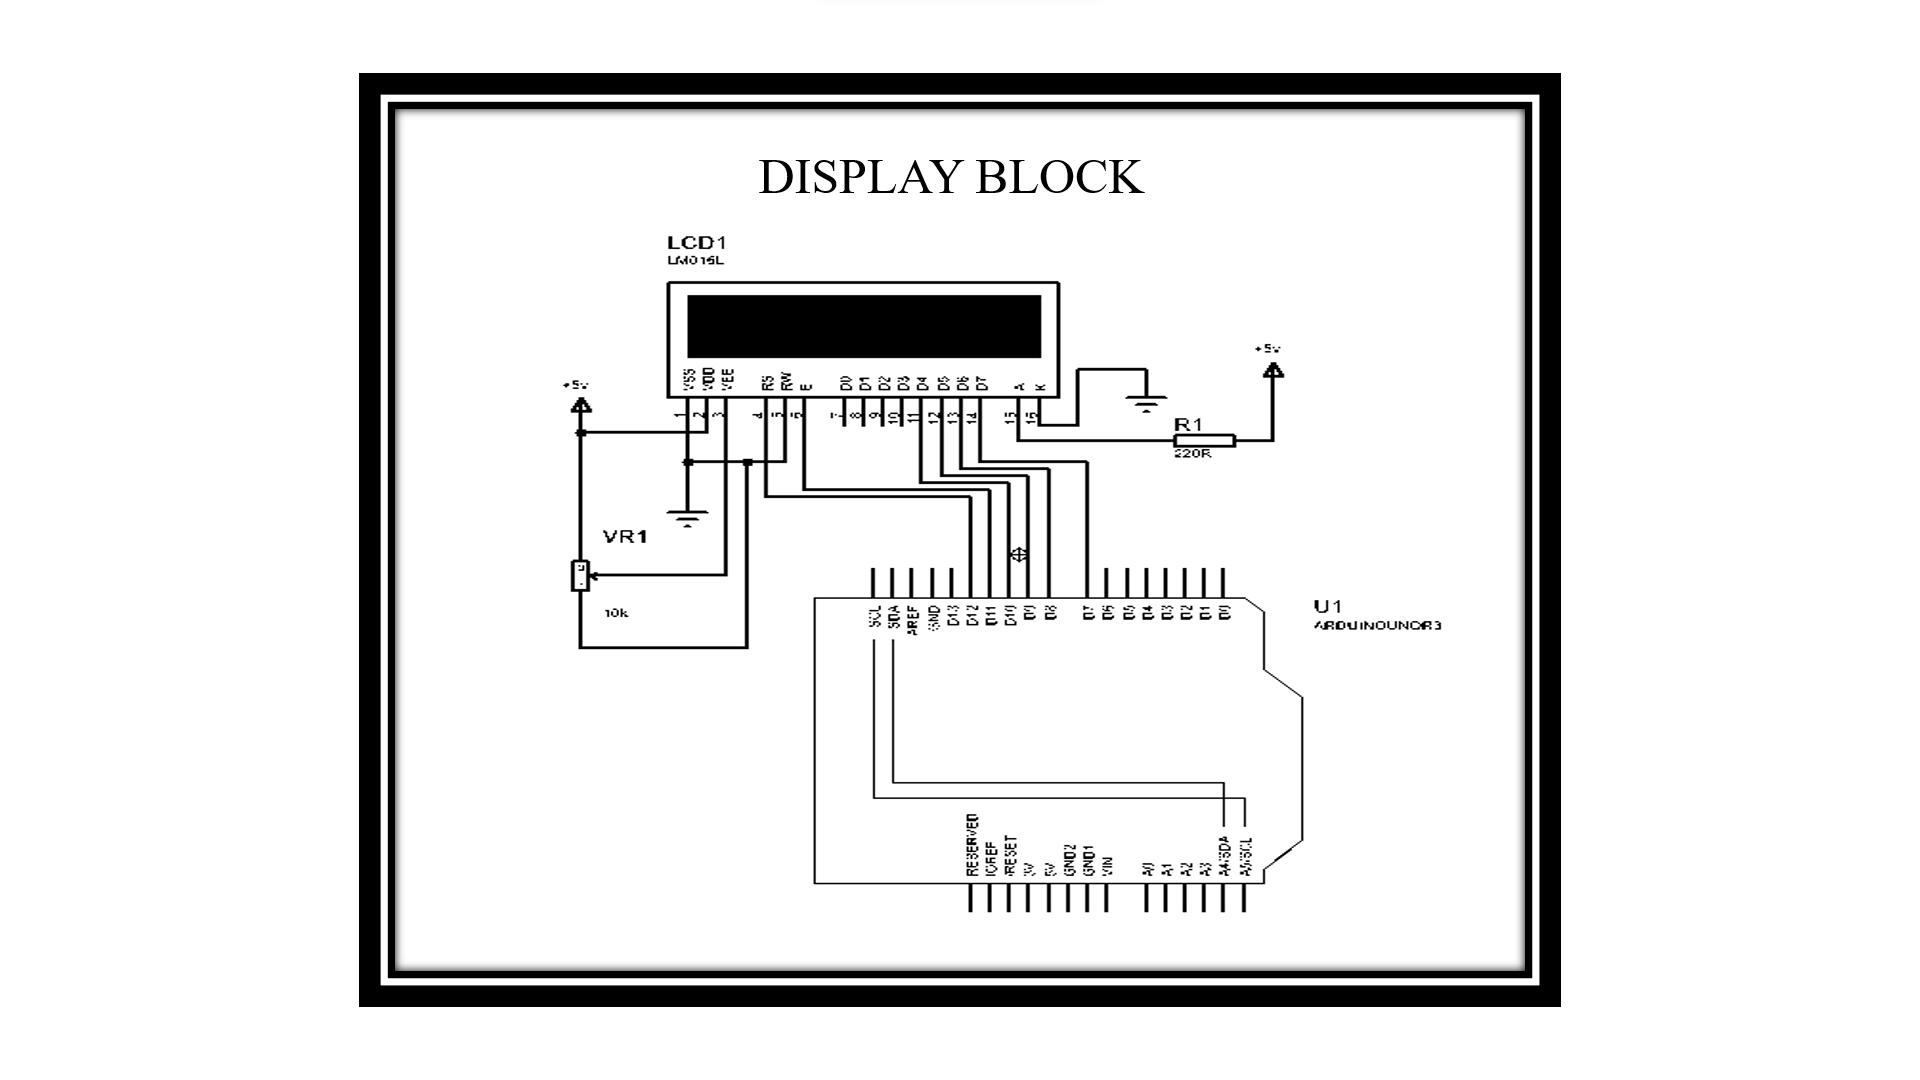 DISPLAY BLOCK
LCD1
LM016L
VSS VDD VEE RS RW E D0 D1 D2 D3 D4 D5 D6 D7 A K
1 2 3 4 5 6 7 8 9 10 11 12 13 14 15 16
+5v
+5v
R1
220R
VR1
10k
U1
ARDUINOUNOR3
SCL SDA AREF GND D13 D12 D11 D10 D9 D8 D7 D6 D5 D4 D3 D2 D1 D0
RESERVED IOREF RESET 5V GND2 GND1 VIN A0 A1 A2 A3 A4/SDA A5/SCL